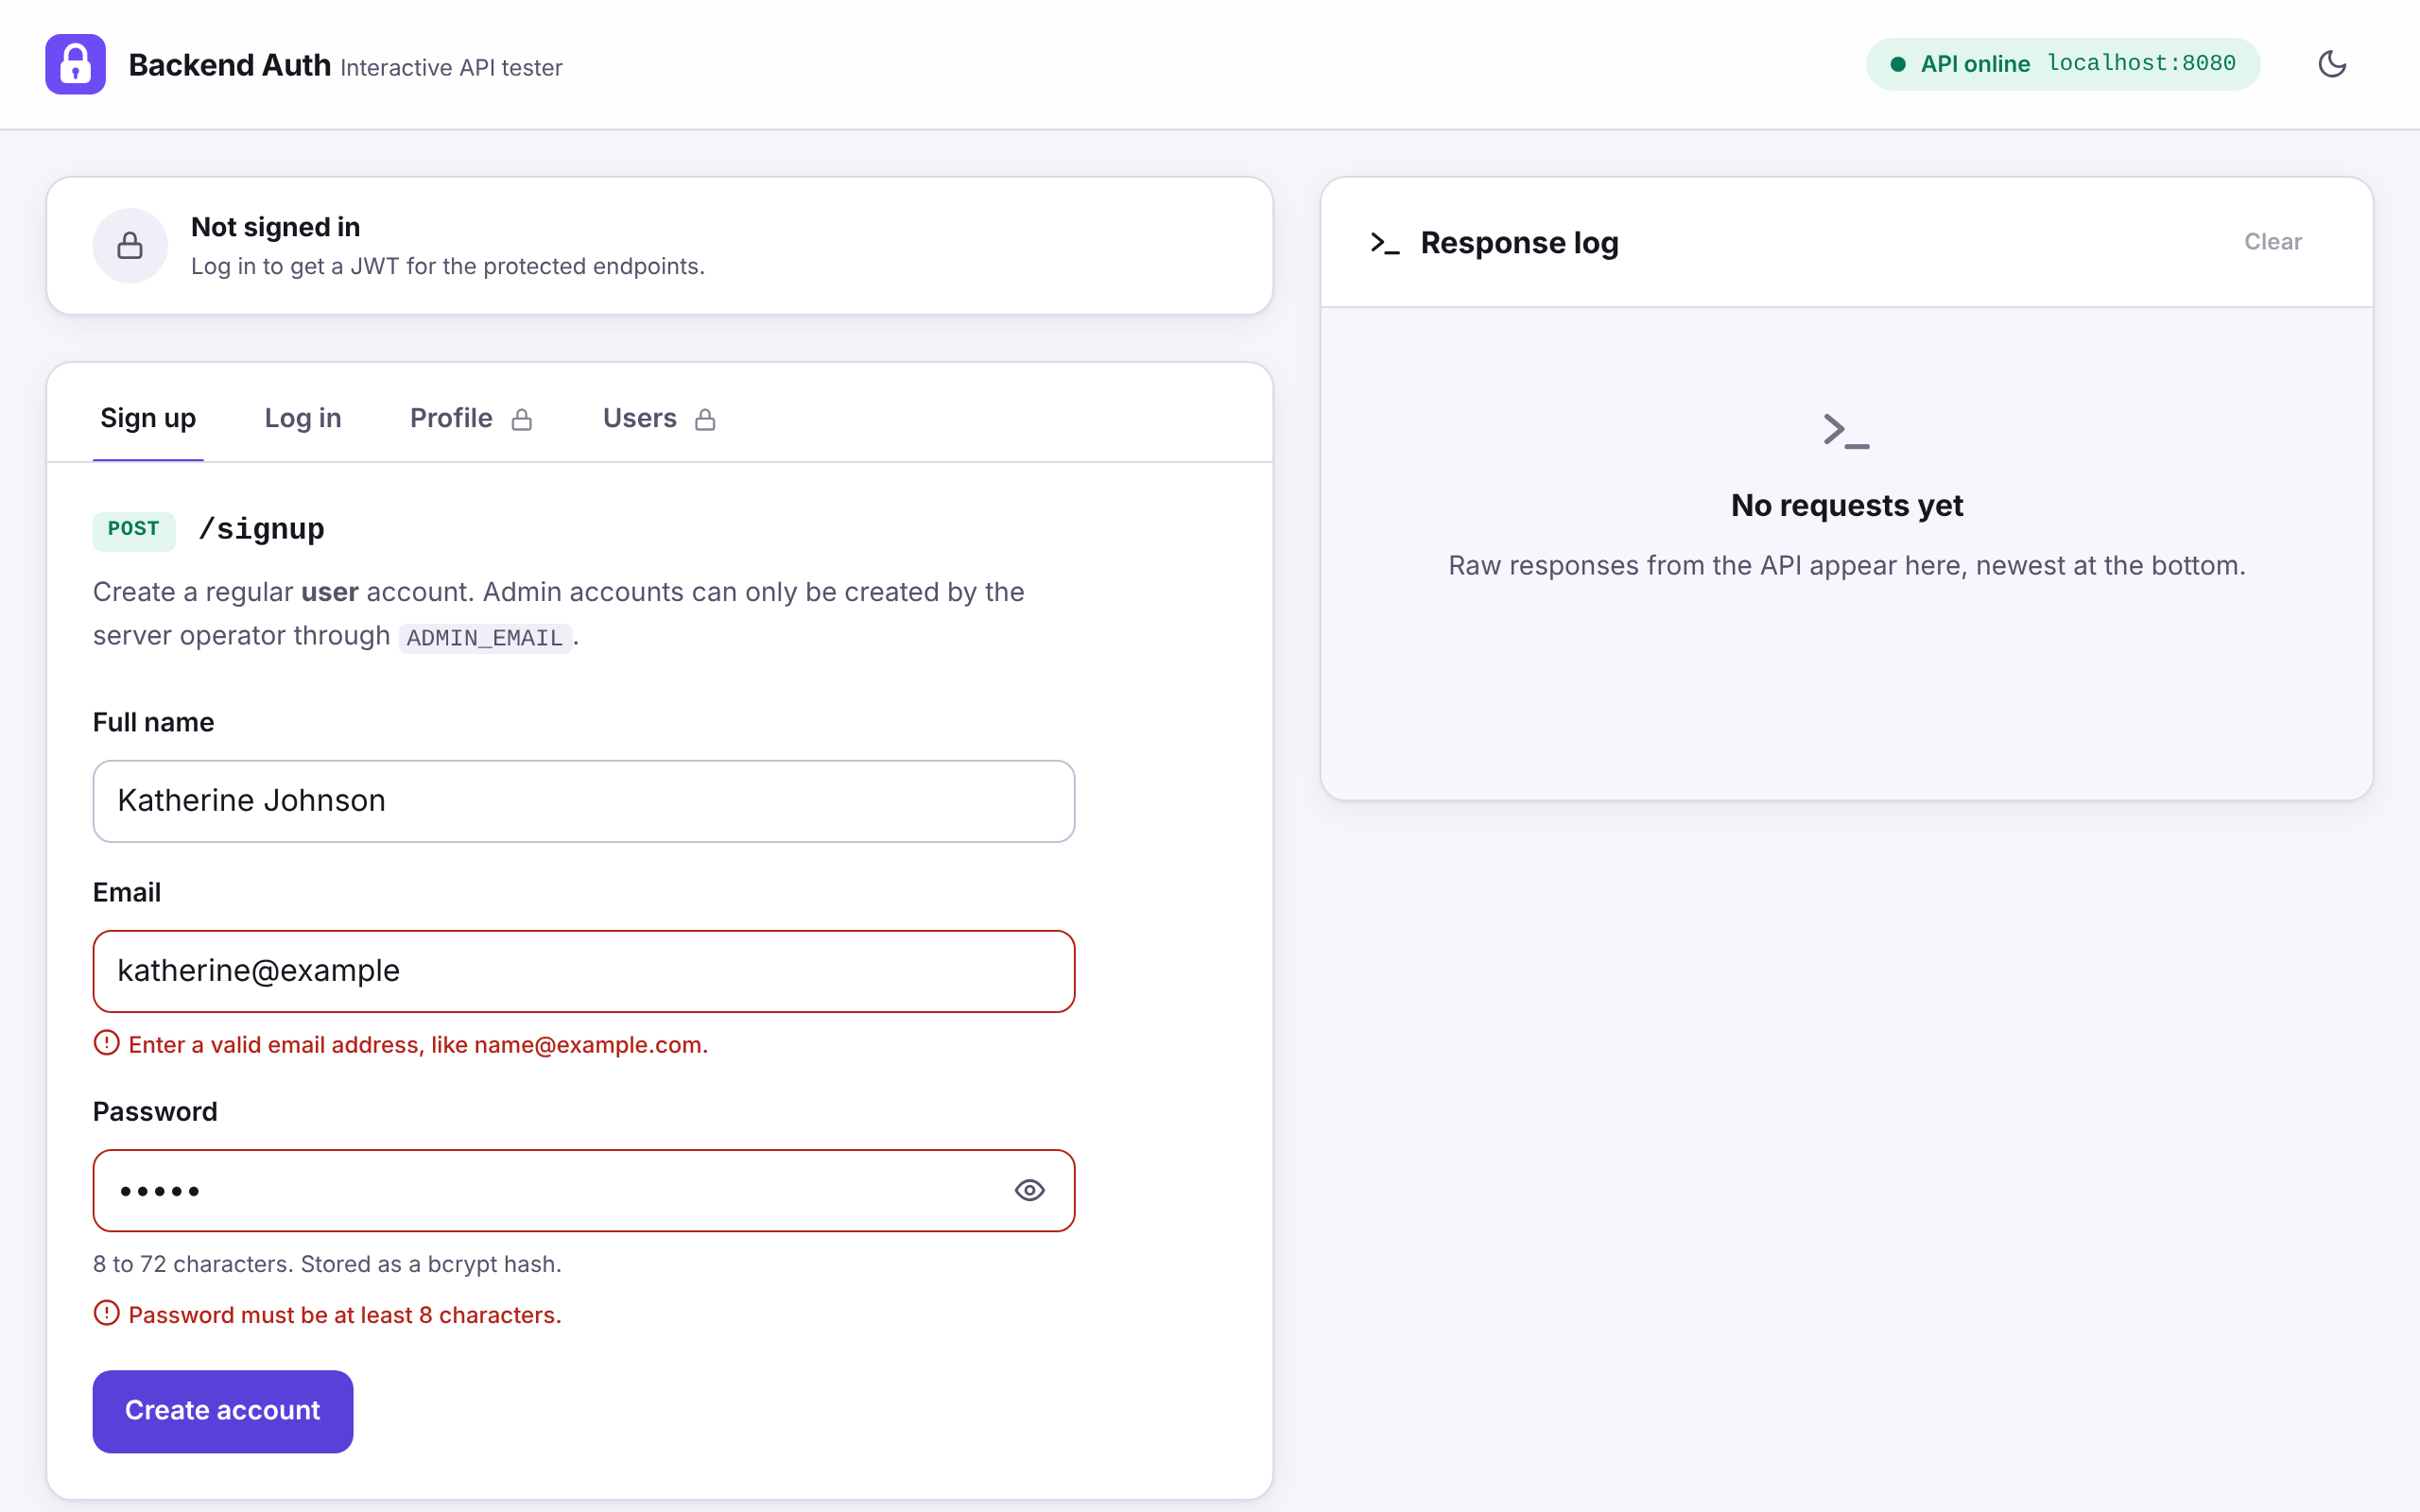 Backend Auth Interactive API tester
API online localhost:8080
Not signed in
Log in to get a JWT for the protected endpoints.
Sign up
Log in
Profile
Users
POST /signup
Create a regular user account. Admin accounts can only be created by the
server operator through ADMIN_EMAIL.
Full name
Katherine Johnson
Email
katherine@example
Enter a valid email address, like name@example.com.
Password
•••••
8 to 72 characters. Stored as a bcrypt hash.
Password must be at least 8 characters.
Create account
Response log
Clear
No requests yet
Raw responses from the API appear here, newest at the bottom.